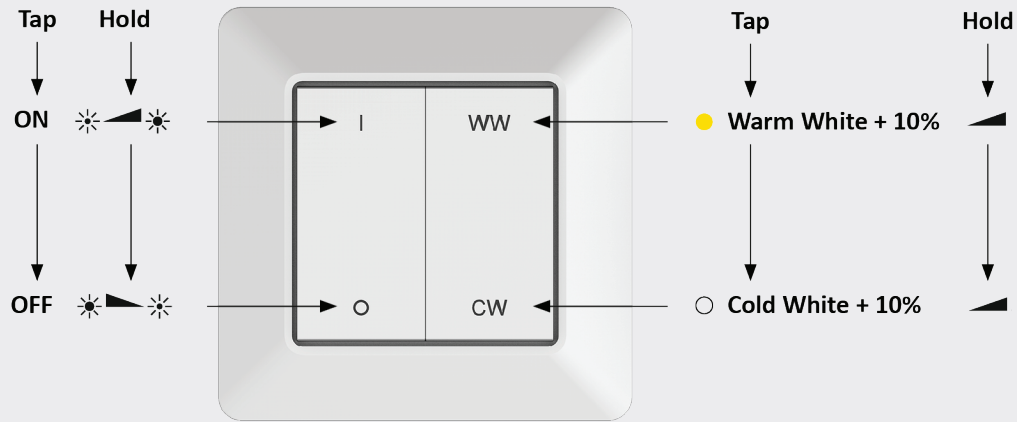 Tap Hold Tap Hold
ON I WW Warm White + 10%
OFF O CW Cold White + 10%